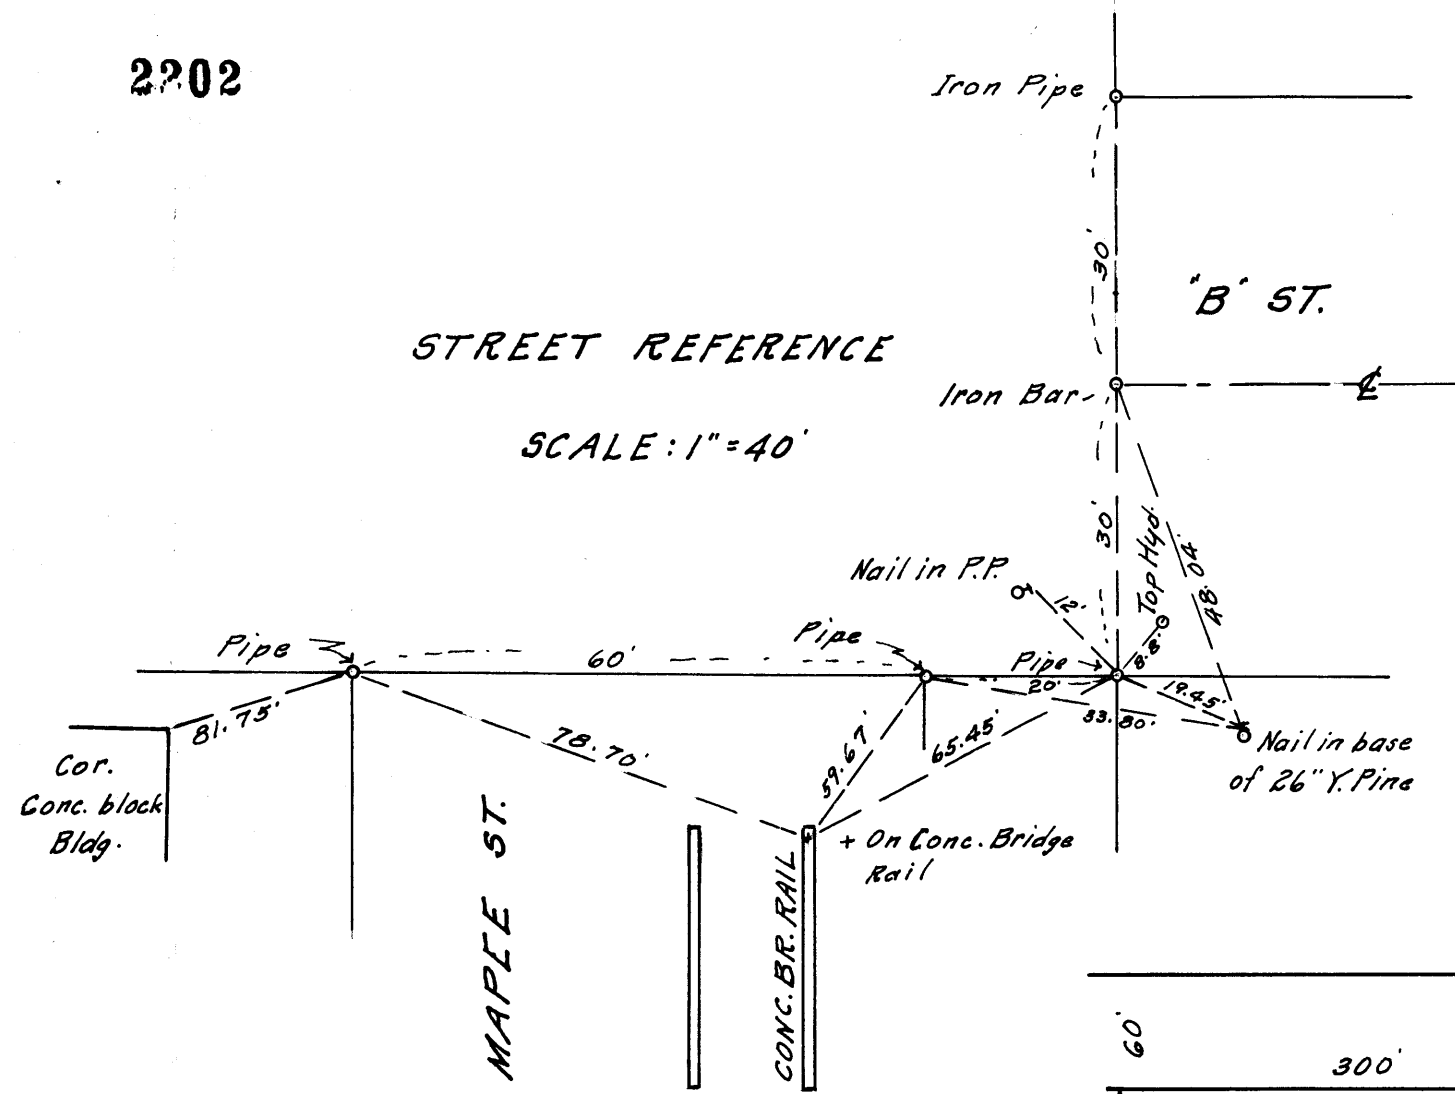 2202
Iron Pipe
30'
"B" ST.
STREET REFERENCE
Iron Bar
℄
SCALE: 1"=40'
30'
Top Hyd.
48.04'
Nail in P.P.
12'
8.8'
Pipe
60'
Pipe
Pipe
20'
19.45'
33.80'
81.75'
78.70'
59.67'
65.45'
Nail in base
of 26" Y. Pine
Cor.
Conc. block
Bldg.
MAPLE ST.
CONC. BR. RAIL
+ On Conc. Bridge
Rail
60'
300'